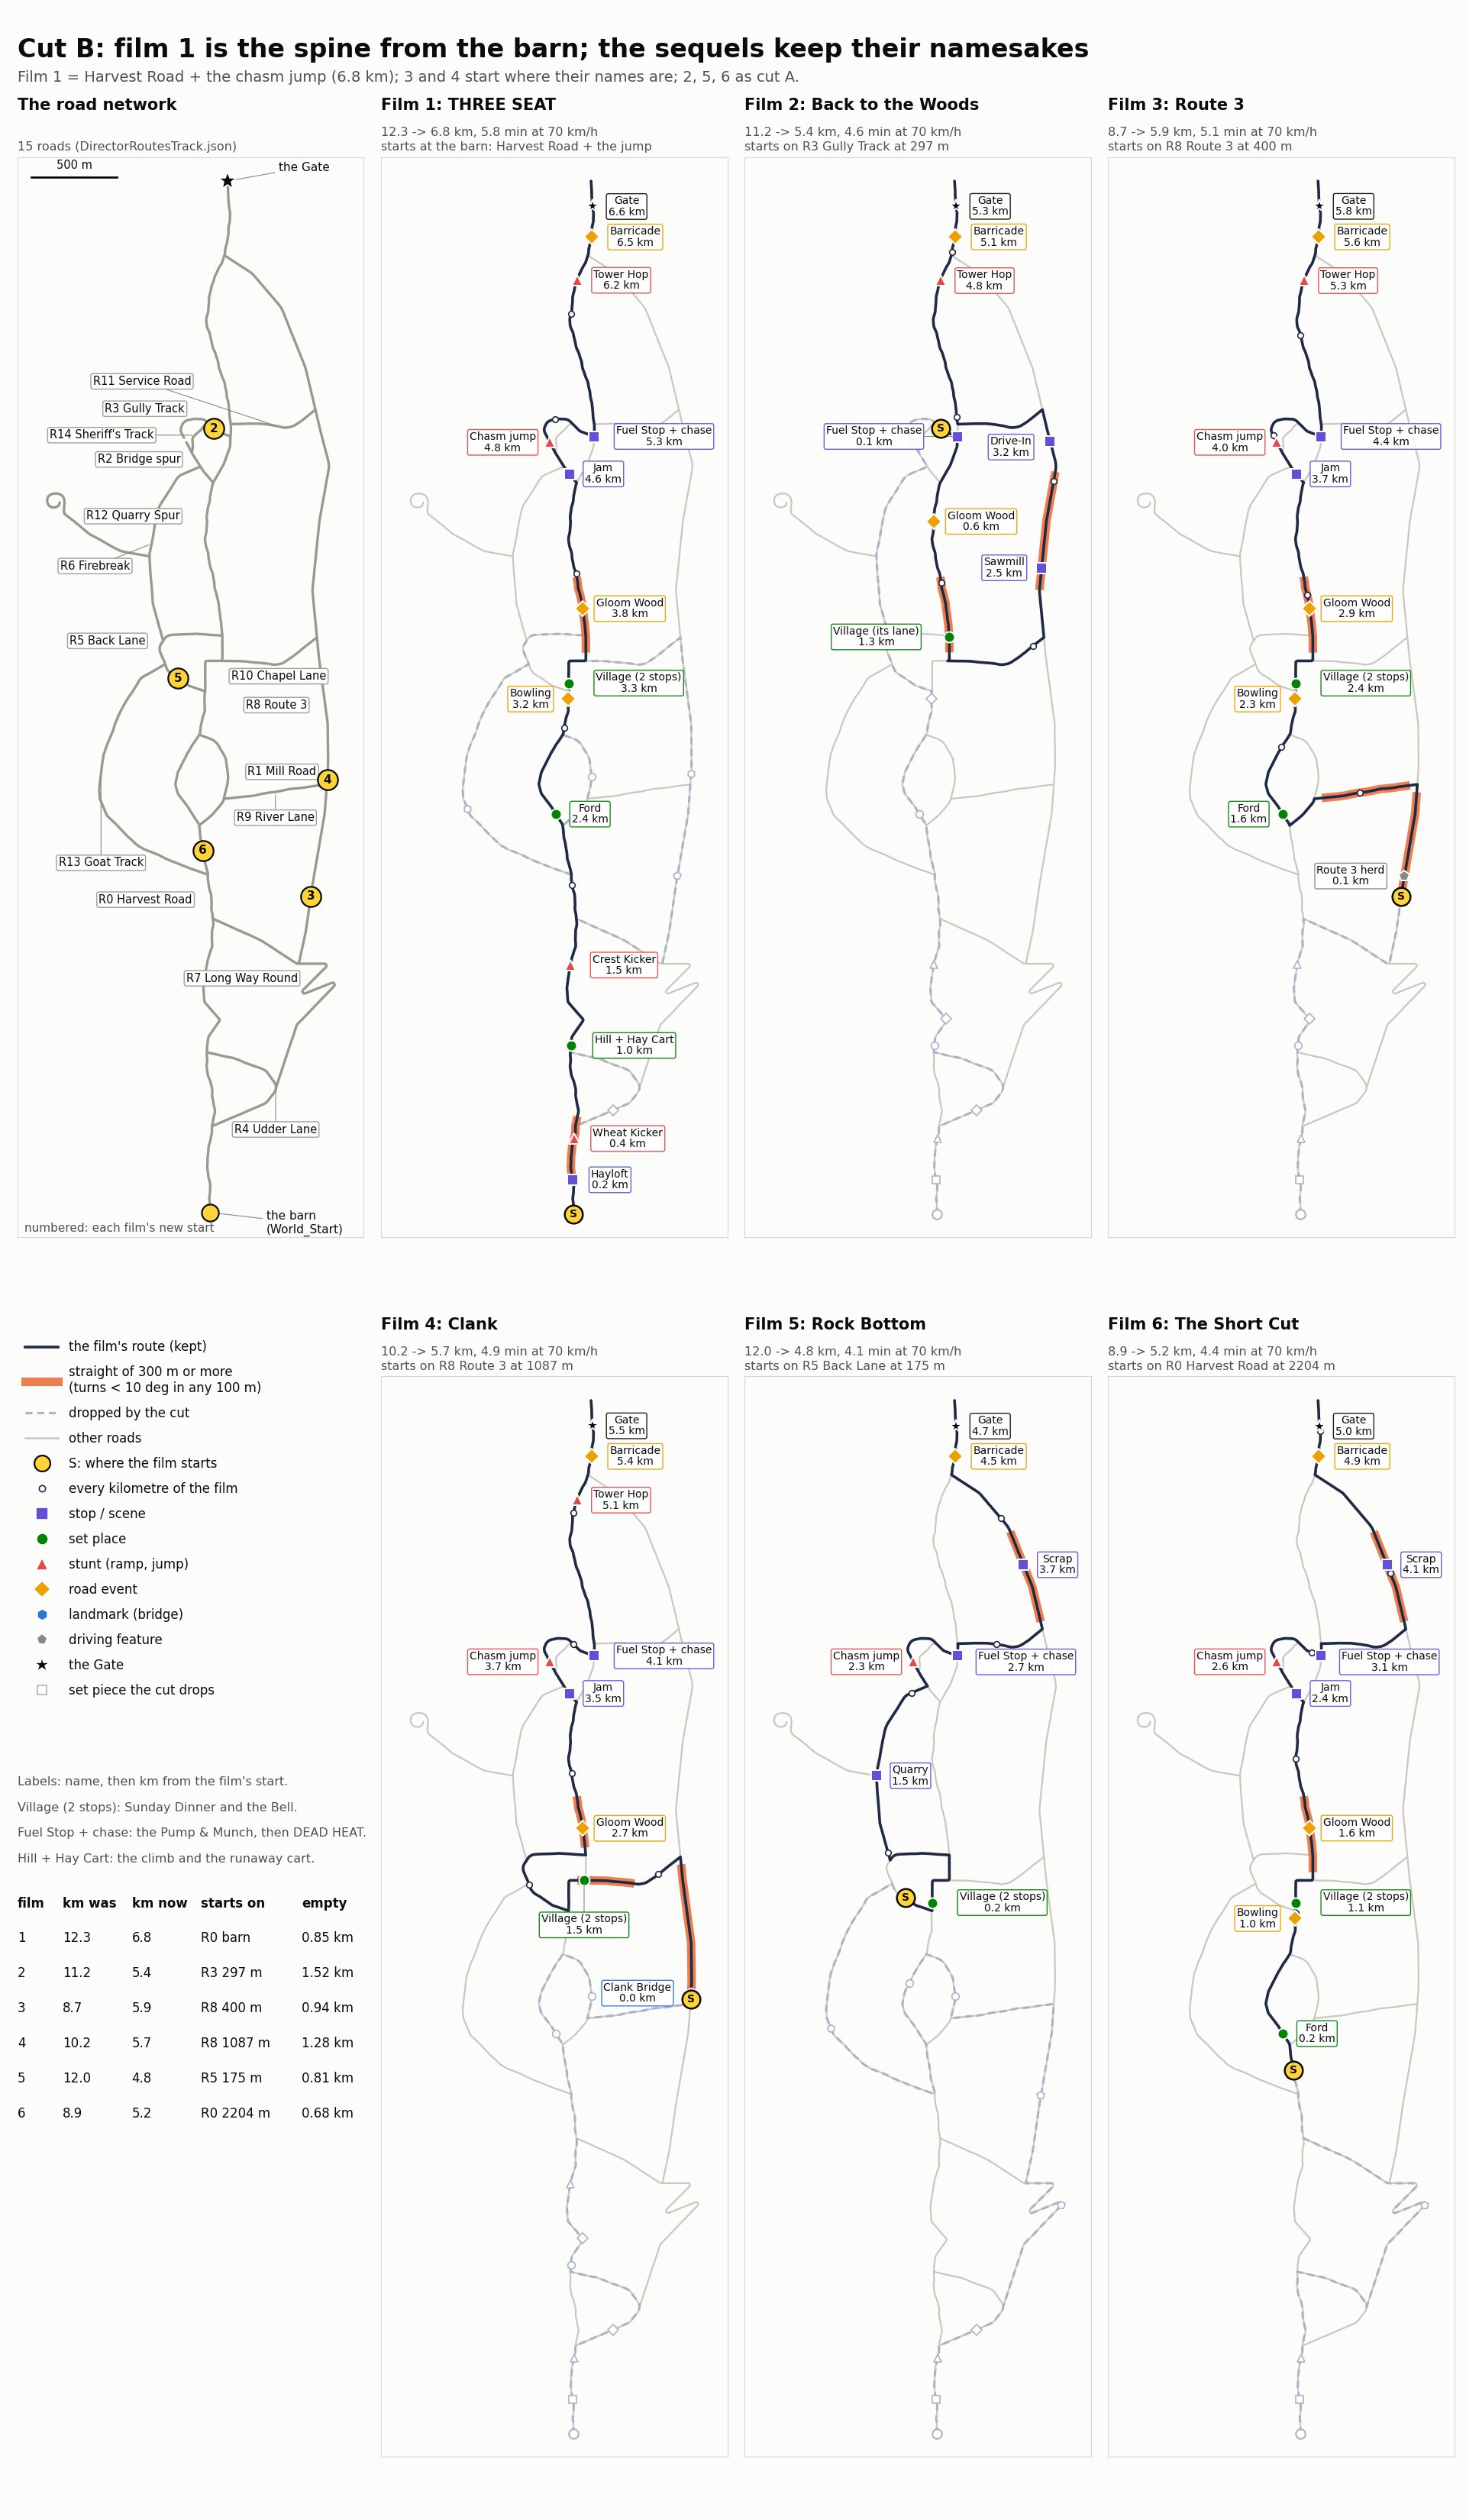 Cut B: film 1 is the spine from the barn; the sequels keep their namesakes
Film 1 = Harvest Road + the chasm jump (6.8 km); 3 and 4 start where their names are; 2, 5, 6 as cut A.
The road network
15 roads (DirectorRoutesTrack.json)
500 m
the Gate
R11 Service Road
R3 Gully Track
2
R14 Sheriff's Track
R2 Bridge spur
R12 Quarry Spur
R6 Firebreak
R5 Back Lane
5
R10 Chapel Lane
R8 Route 3
R1 Mill Road
4
R9 River Lane
6
R13 Goat Track
3
R0 Harvest Road
R7 Long Way Round
R4 Udder Lane
the barn
(World_Start)
numbered: each film's new start
Film 1: THREE SEAT
12.3 -> 6.8 km, 5.8 min at 70 km/h
starts at the barn: Harvest Road + the jump
Gate
6.6 km
Barricade
6.5 km
Tower Hop
6.2 km
Fuel Stop + chase
5.3 km
Chasm jump
4.8 km
Jam
4.6 km
Gloom Wood
3.8 km
Village (2 stops)
3.3 km
Bowling
3.2 km
Ford
2.4 km
Crest Kicker
1.5 km
Hill + Hay Cart
1.0 km
Wheat Kicker
0.4 km
Hayloft
0.2 km
S
Film 2: Back to the Woods
11.2 -> 5.4 km, 4.6 min at 70 km/h
starts on R3 Gully Track at 297 m
Gate
5.3 km
Barricade
5.1 km
Tower Hop
4.8 km
S
Fuel Stop + chase
0.1 km
Drive-In
3.2 km
Gloom Wood
0.6 km
Sawmill
2.5 km
Village (its lane)
1.3 km
Film 3: Route 3
8.7 -> 5.9 km, 5.1 min at 70 km/h
starts on R8 Route 3 at 400 m
Gate
5.8 km
Barricade
5.6 km
Tower Hop
5.3 km
Fuel Stop + chase
4.4 km
Chasm jump
4.0 km
Jam
3.7 km
Gloom Wood
2.9 km
Village (2 stops)
2.4 km
Bowling
2.3 km
Ford
1.6 km
Route 3 herd
0.1 km
S
the film's route (kept)
straight of 300 m or more
(turns < 10 deg in any 100 m)
dropped by the cut
other roads
S: where the film starts
every kilometre of the film
stop / scene
set place
stunt (ramp, jump)
road event
landmark (bridge)
driving feature
the Gate
set piece the cut drops
Labels: name, then km from the film's start.
Village (2 stops): Sunday Dinner and the Bell.
Fuel Stop + chase: the Pump & Munch, then DEAD HEAT.
Hill + Hay Cart: the climb and the runaway cart.
film km was km now starts on empty
1 12.3 6.8 R0 barn 0.85 km
2 11.2 5.4 R3 297 m 1.52 km
3 8.7 5.9 R8 400 m 0.94 km
4 10.2 5.7 R8 1087 m 1.28 km
5 12.0 4.8 R5 175 m 0.81 km
6 8.9 5.2 R0 2204 m 0.68 km
Film 4: Clank
10.2 -> 5.7 km, 4.9 min at 70 km/h
starts on R8 Route 3 at 1087 m
Gate
5.5 km
Barricade
5.4 km
Tower Hop
5.1 km
Fuel Stop + chase
4.1 km
Chasm jump
3.7 km
Jam
3.5 km
Gloom Wood
2.7 km
Village (2 stops)
1.5 km
Clank Bridge
0.0 km
S
Film 5: Rock Bottom
12.0 -> 4.8 km, 4.1 min at 70 km/h
starts on R5 Back Lane at 175 m
Gate
4.7 km
Barricade
4.5 km
Scrap
3.7 km
Chasm jump
2.3 km
Fuel Stop + chase
2.7 km
Quarry
1.5 km
S
Village (2 stops)
0.2 km
Film 6: The Short Cut
8.9 -> 5.2 km, 4.4 min at 70 km/h
starts on R0 Harvest Road at 2204 m
Gate
5.0 km
Barricade
4.9 km
Scrap
4.1 km
Chasm jump
2.6 km
Fuel Stop + chase
3.1 km
Jam
2.4 km
Gloom Wood
1.6 km
Village (2 stops)
1.1 km
Bowling
1.0 km
Ford
0.2 km
S